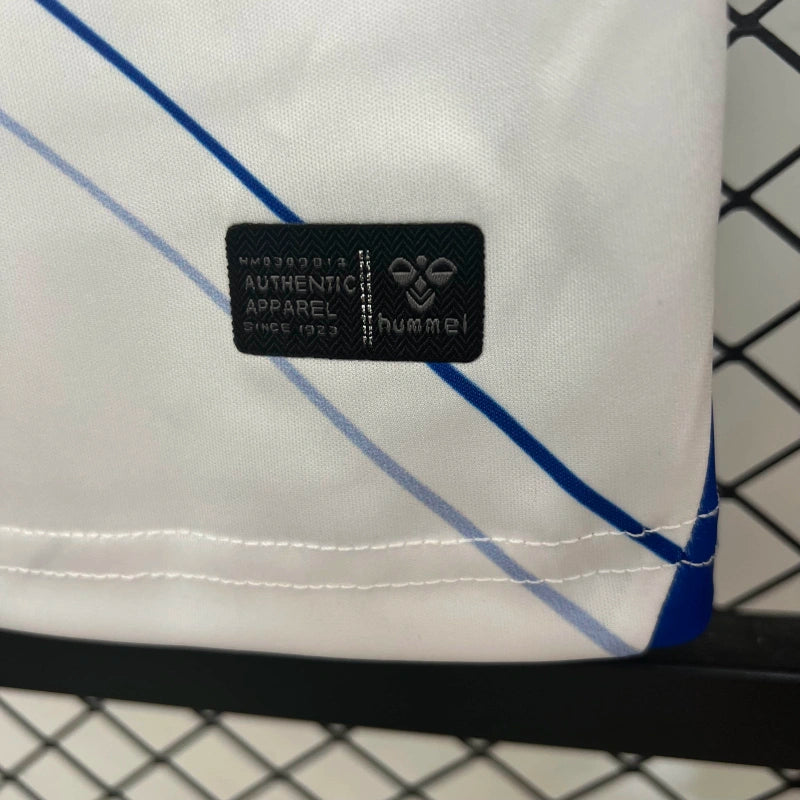 AUTHENTIC
APPAREL
SINCE 1923
hummel